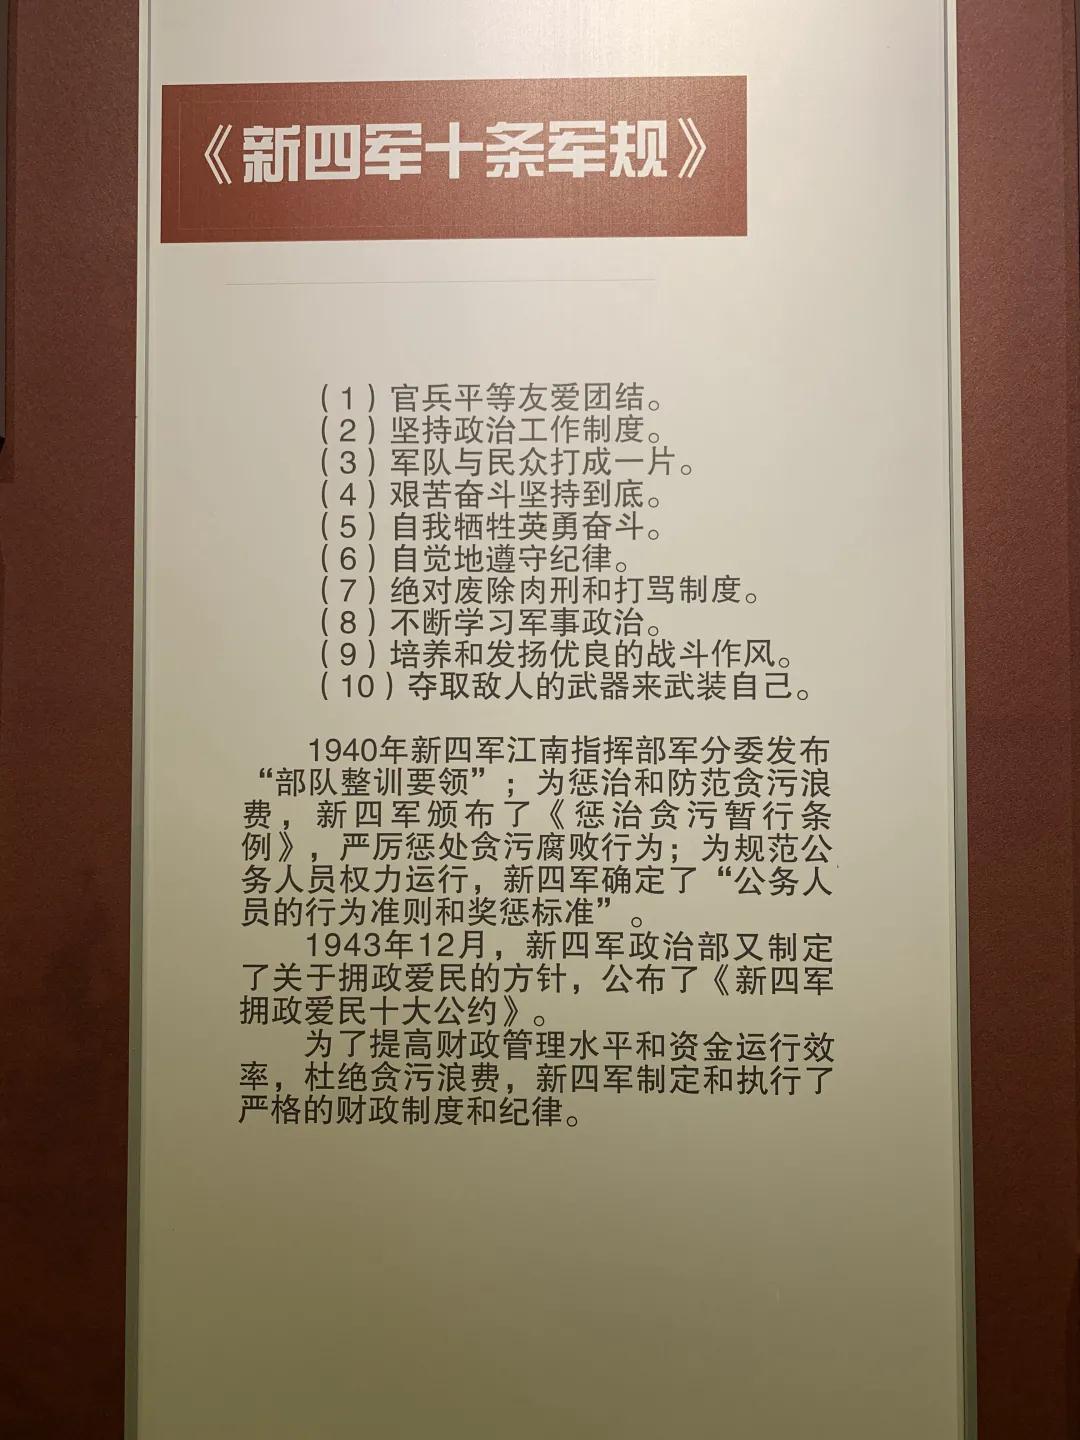 《新四军十条军规》
（1）官兵平等友爱团结。
（2）坚持政治工作制度。
（3）军队与民众打成一片。
（4）艰苦奋斗坚持到底。
（5）自我牺牲英勇奋斗。
（6）自觉地遵守纪律。
（7）绝对废除肉刑和打骂制度。
（8）不断学习军事政治。
（9）培养和发扬优良的战斗作风。
（10）夺取敌人的武器来武装自己。
1940年新四军江南指挥部军分委发布
“部队整训要领”；为惩治和防范贪污浪
费，新四军颁布了《惩治贪污暂行条
例》，严厉惩处贪污腐败行为；为规范公
务人员权力运行，新四军确定了“公务人
员的行为准则和奖惩标准”。
1943年12月，新四军政治部又制定
了关于拥政爱民的方针，公布了《新四军
拥政爱民十大公约》。
为了提高财政管理水平和资金运行效
率，杜绝贪污浪费，新四军制定和执行了
严格的财政制度和纪律。